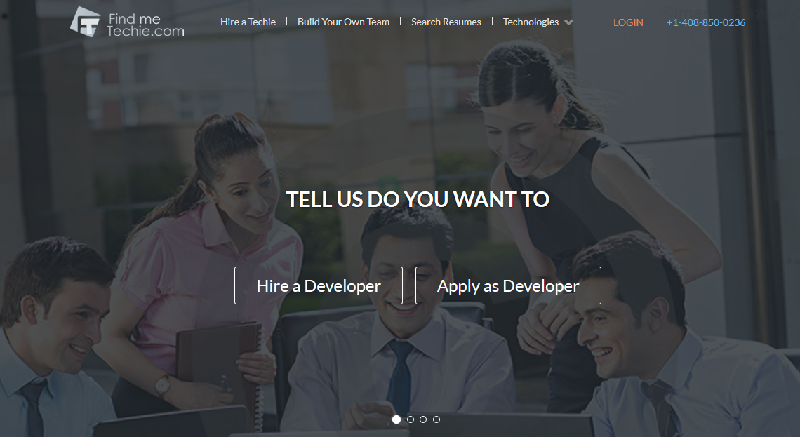 Find me
Techie.com
Hire a Techie | Build Your Own Team | Search Resumes | Technologies
LOGIN
+1-408-850-0236
TELL US DO YOU WANT TO
Hire a Developer
Apply as Developer